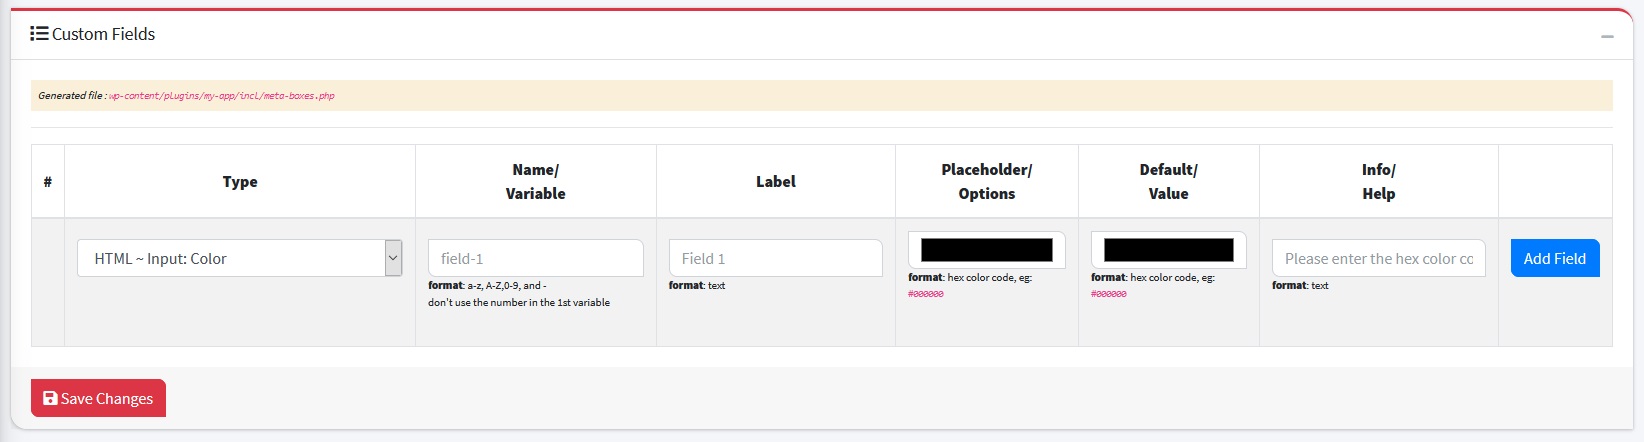 Custom Fields
Generated file : wp-content/plugins/my-app/incl/meta-boxes.php
#
Type
Name/
Variable
Label
Placeholder/
Options
Default/
Value
Info/
Help
HTML ~ Input: Color
field-1
format: a-z, A-Z,0-9, and -
don't use the number in the 1st variable
Field 1
format: text
format: hex color code, eg:
#000000
format: hex color code, eg:
#000000
Please enter the hex color co
format: text
Add Field
Save Changes